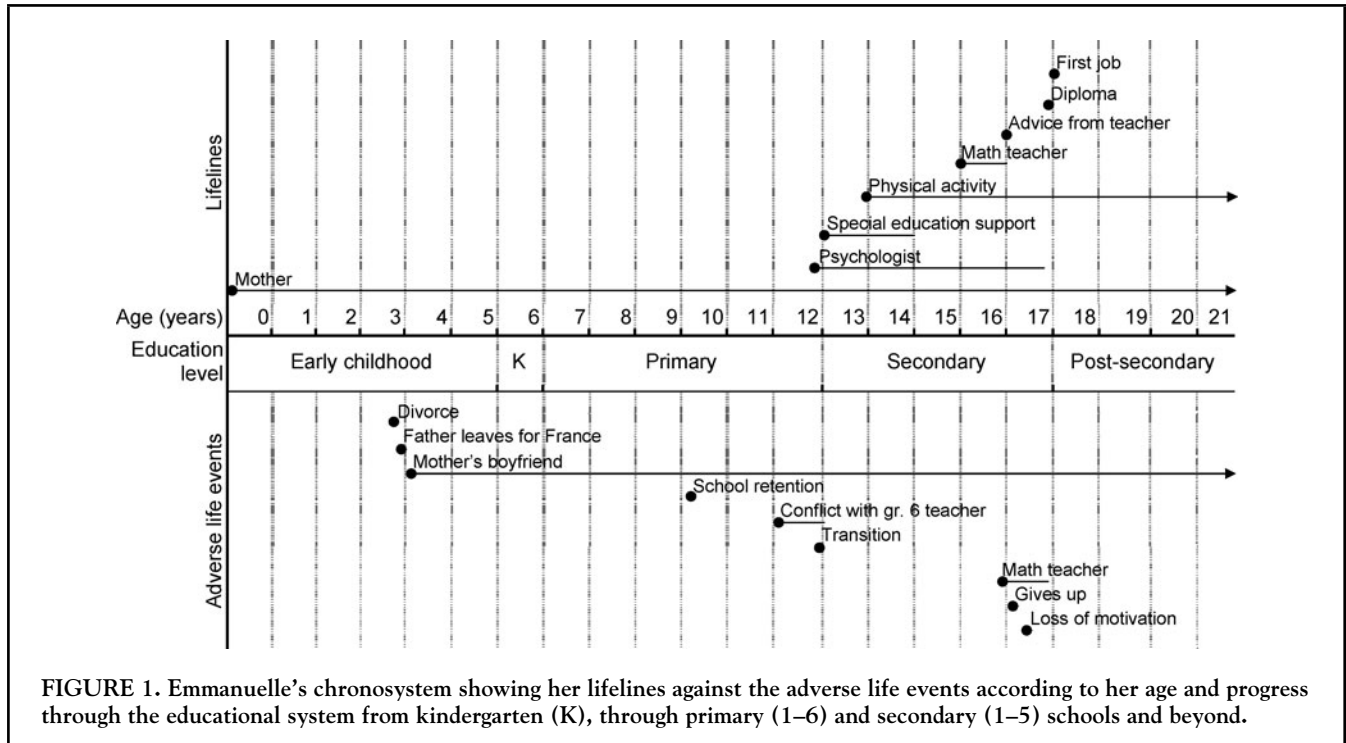 First job
Diploma
Advice from teacher
Math teacher
Physical activity
Special education support
Psychologist
Mother
Lifelines
Age (years) 0 1 2 3 4 5 6 7 8 9 10 11 12 13 14 15 16 17 18 19 20 21
Education
level
Early childhood K Primary Secondary Post-secondary
Divorce
Father leaves for France
Mother's boyfriend
School retention
Conflict with gr. 6 teacher
Transition
Math teacher
Gives up
Loss of motivation
Adverse life events
FIGURE 1. Emmanuelle's chronosystem showing her lifelines against the adverse life events according to her age and progress
through the educational system from kindergarten (K), through primary (1–6) and secondary (1–5) schools and beyond.